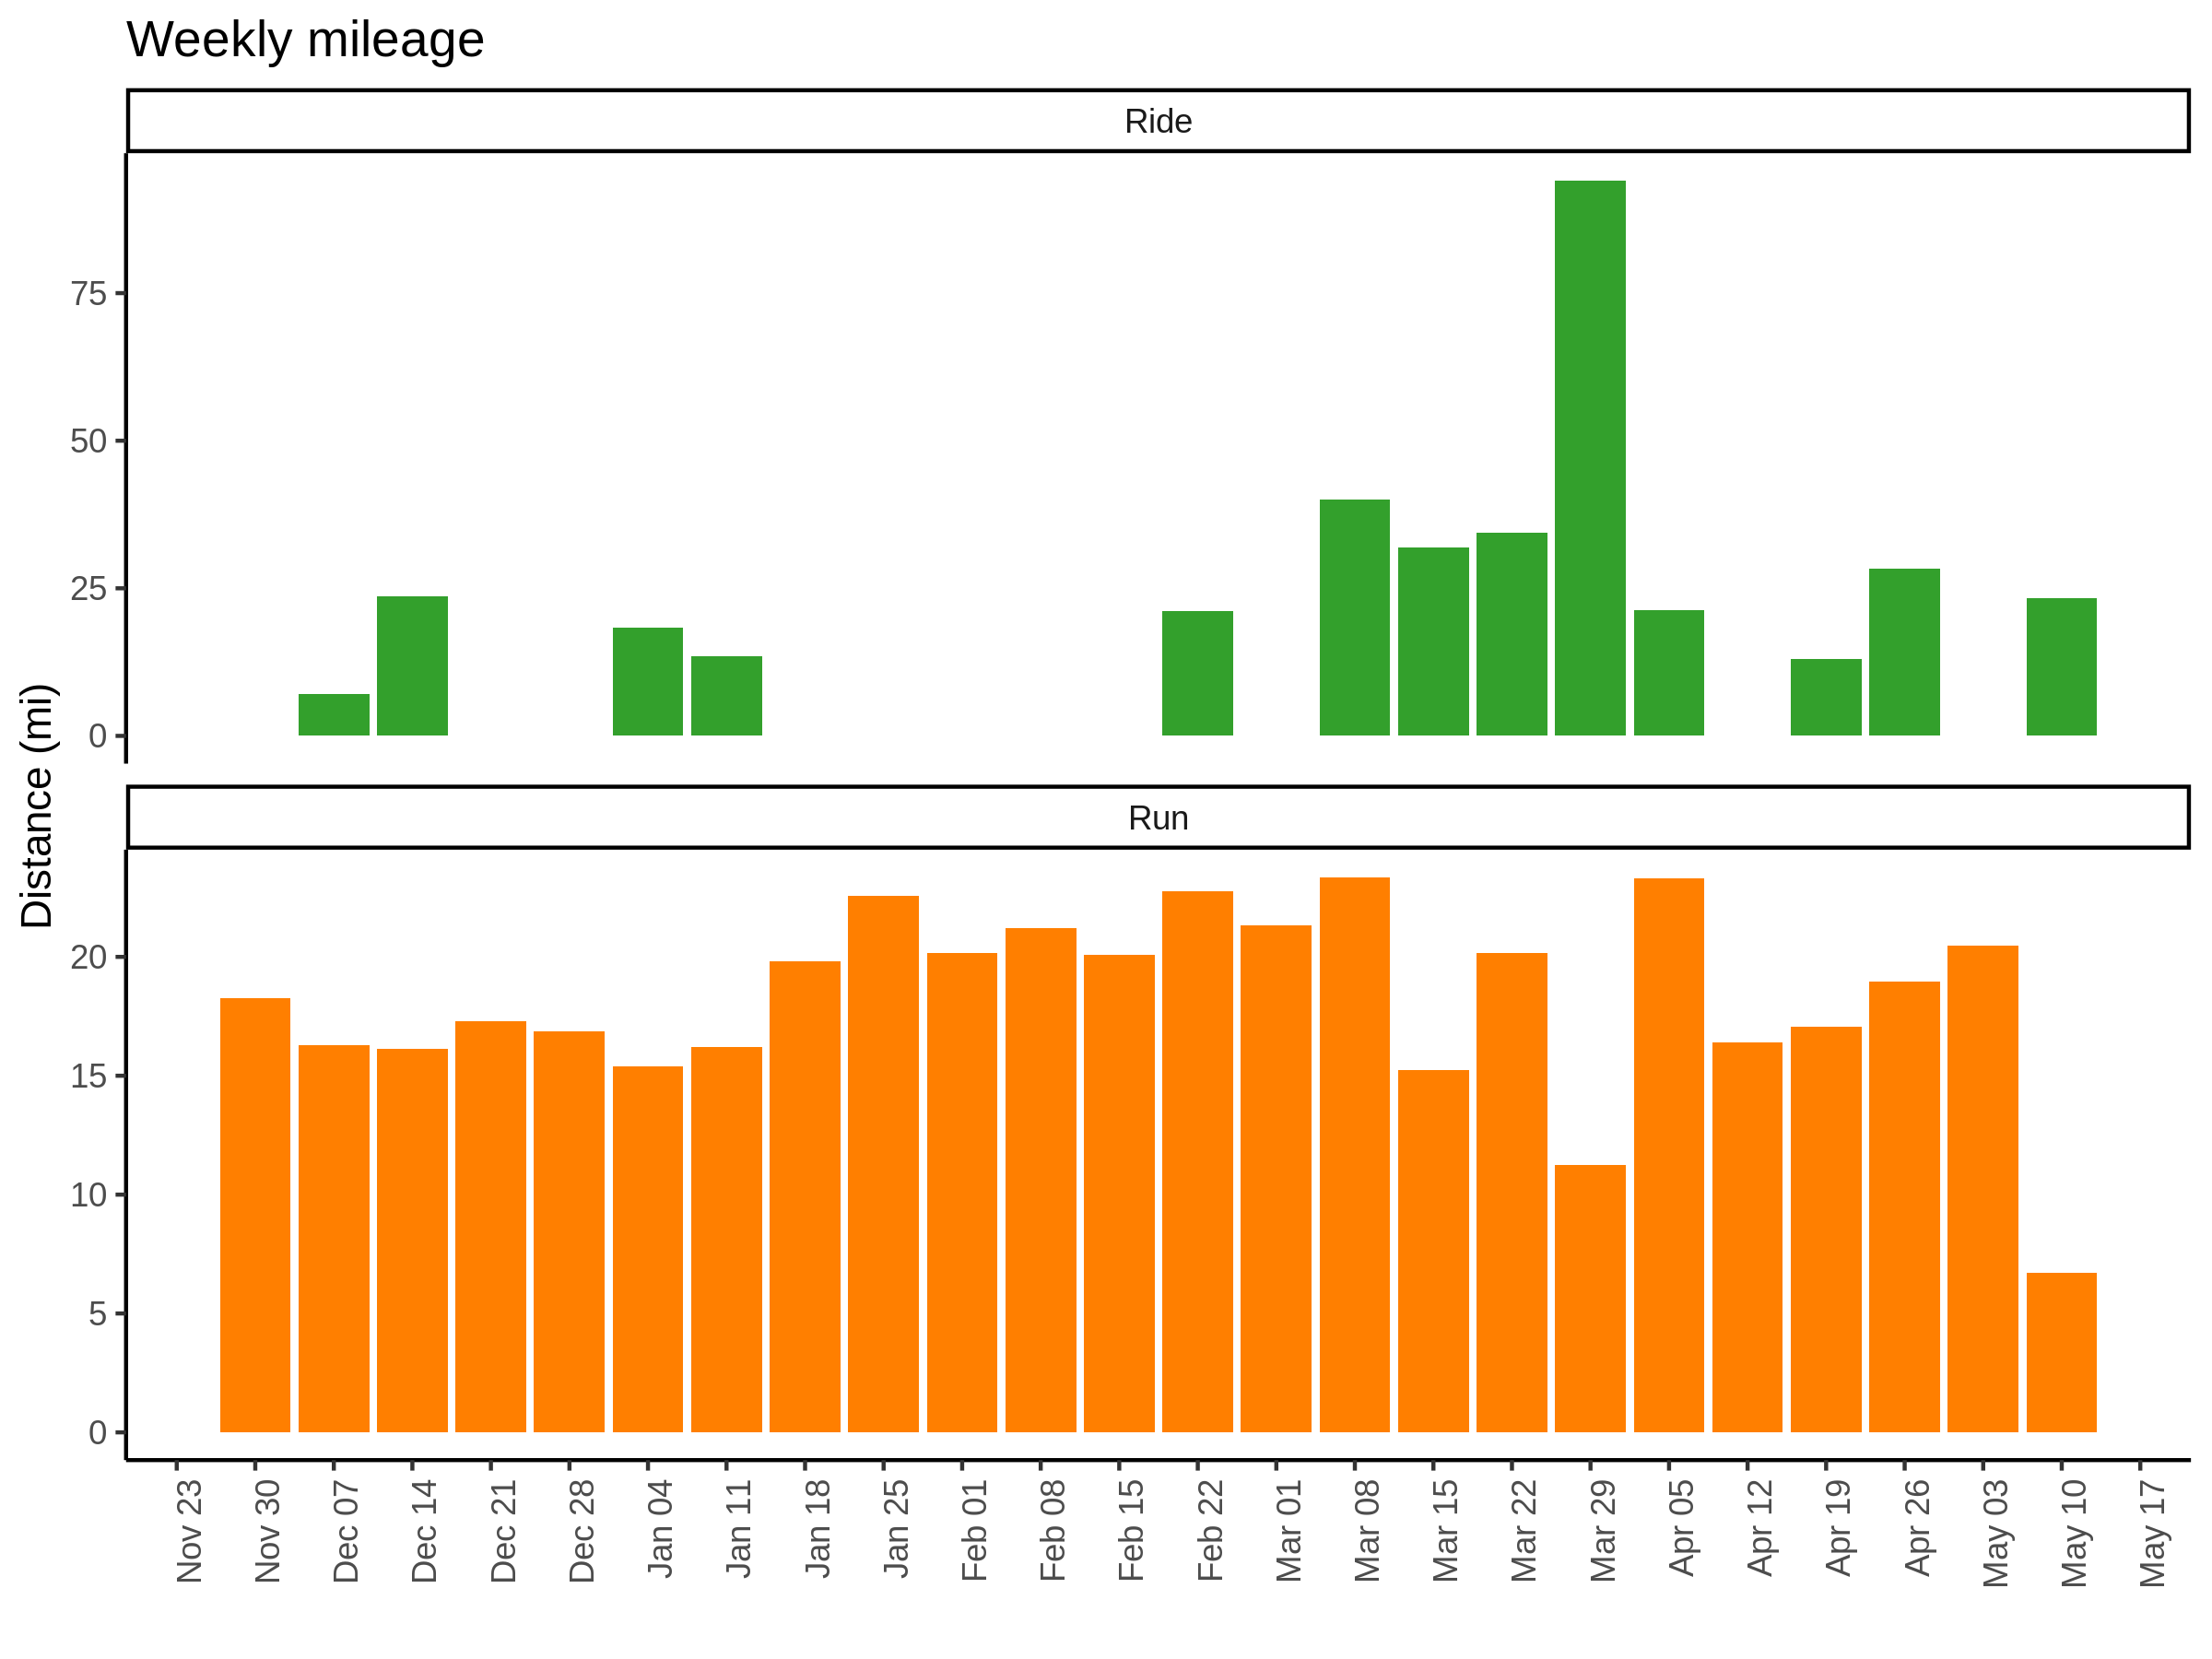 Weekly mileage
Ride
75
50
25
0
Distance (mi)
Run
20
15
10
5
0
Nov 23
Nov 30
Dec 07
Dec 14
Dec 21
Dec 28
Jan 04
Jan 11
Jan 18
Jan 25
Feb 01
Feb 08
Feb 15
Feb 22
Mar 01
Mar 08
Mar 15
Mar 22
Mar 29
Apr 05
Apr 12
Apr 19
Apr 26
May 03
May 10
May 17